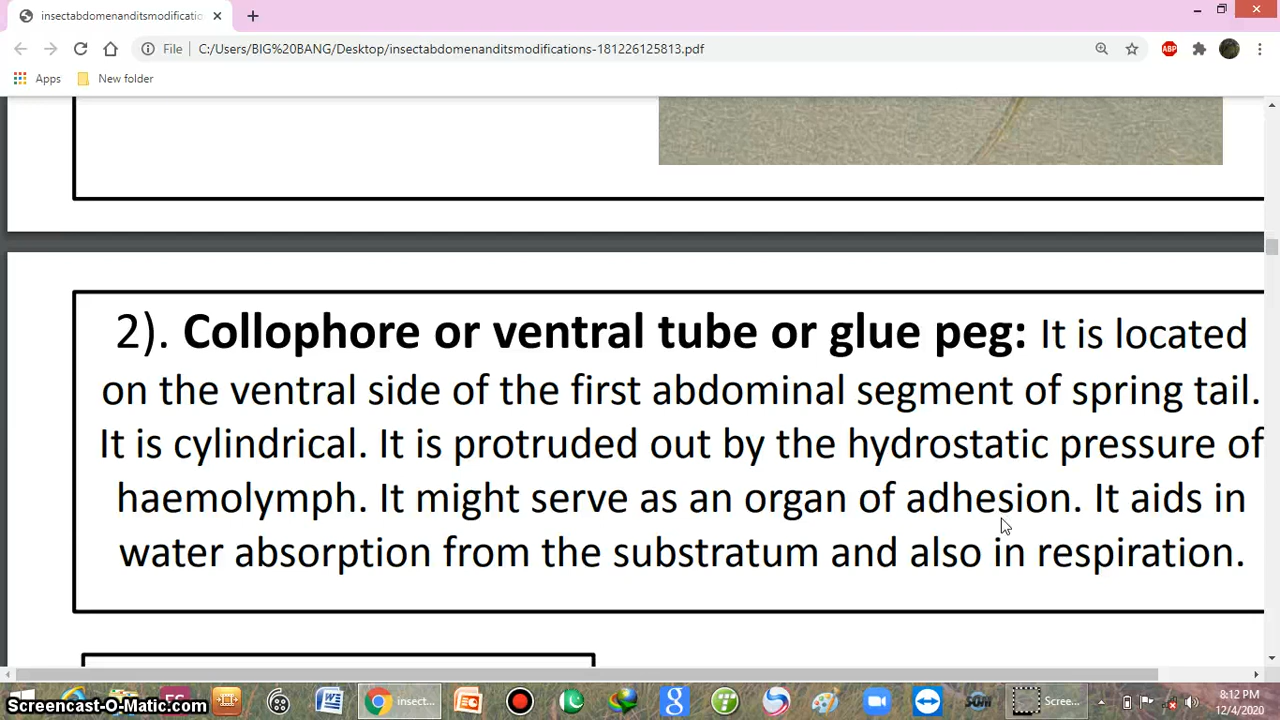 insectabdomenanditsmodificatio
File
C:/Users/BIG%20BANG/Desktop/insectabdomenanditsmodifications-181226125813.pdf
ABP
Apps
New folder
2). Collophore or ventral tube or glue peg: It is located
on the ventral side of the first abdominal segment of spring tail.
It is cylindrical. It is protruded out by the hydrostatic pressure of
haemolymph. It might serve as an organ of adhesion. It aids in
water absorption from the substratum and also in respiration.
insect...
Scree...
8:12 PM
12/4/2020
Screencast-O-Matic.com